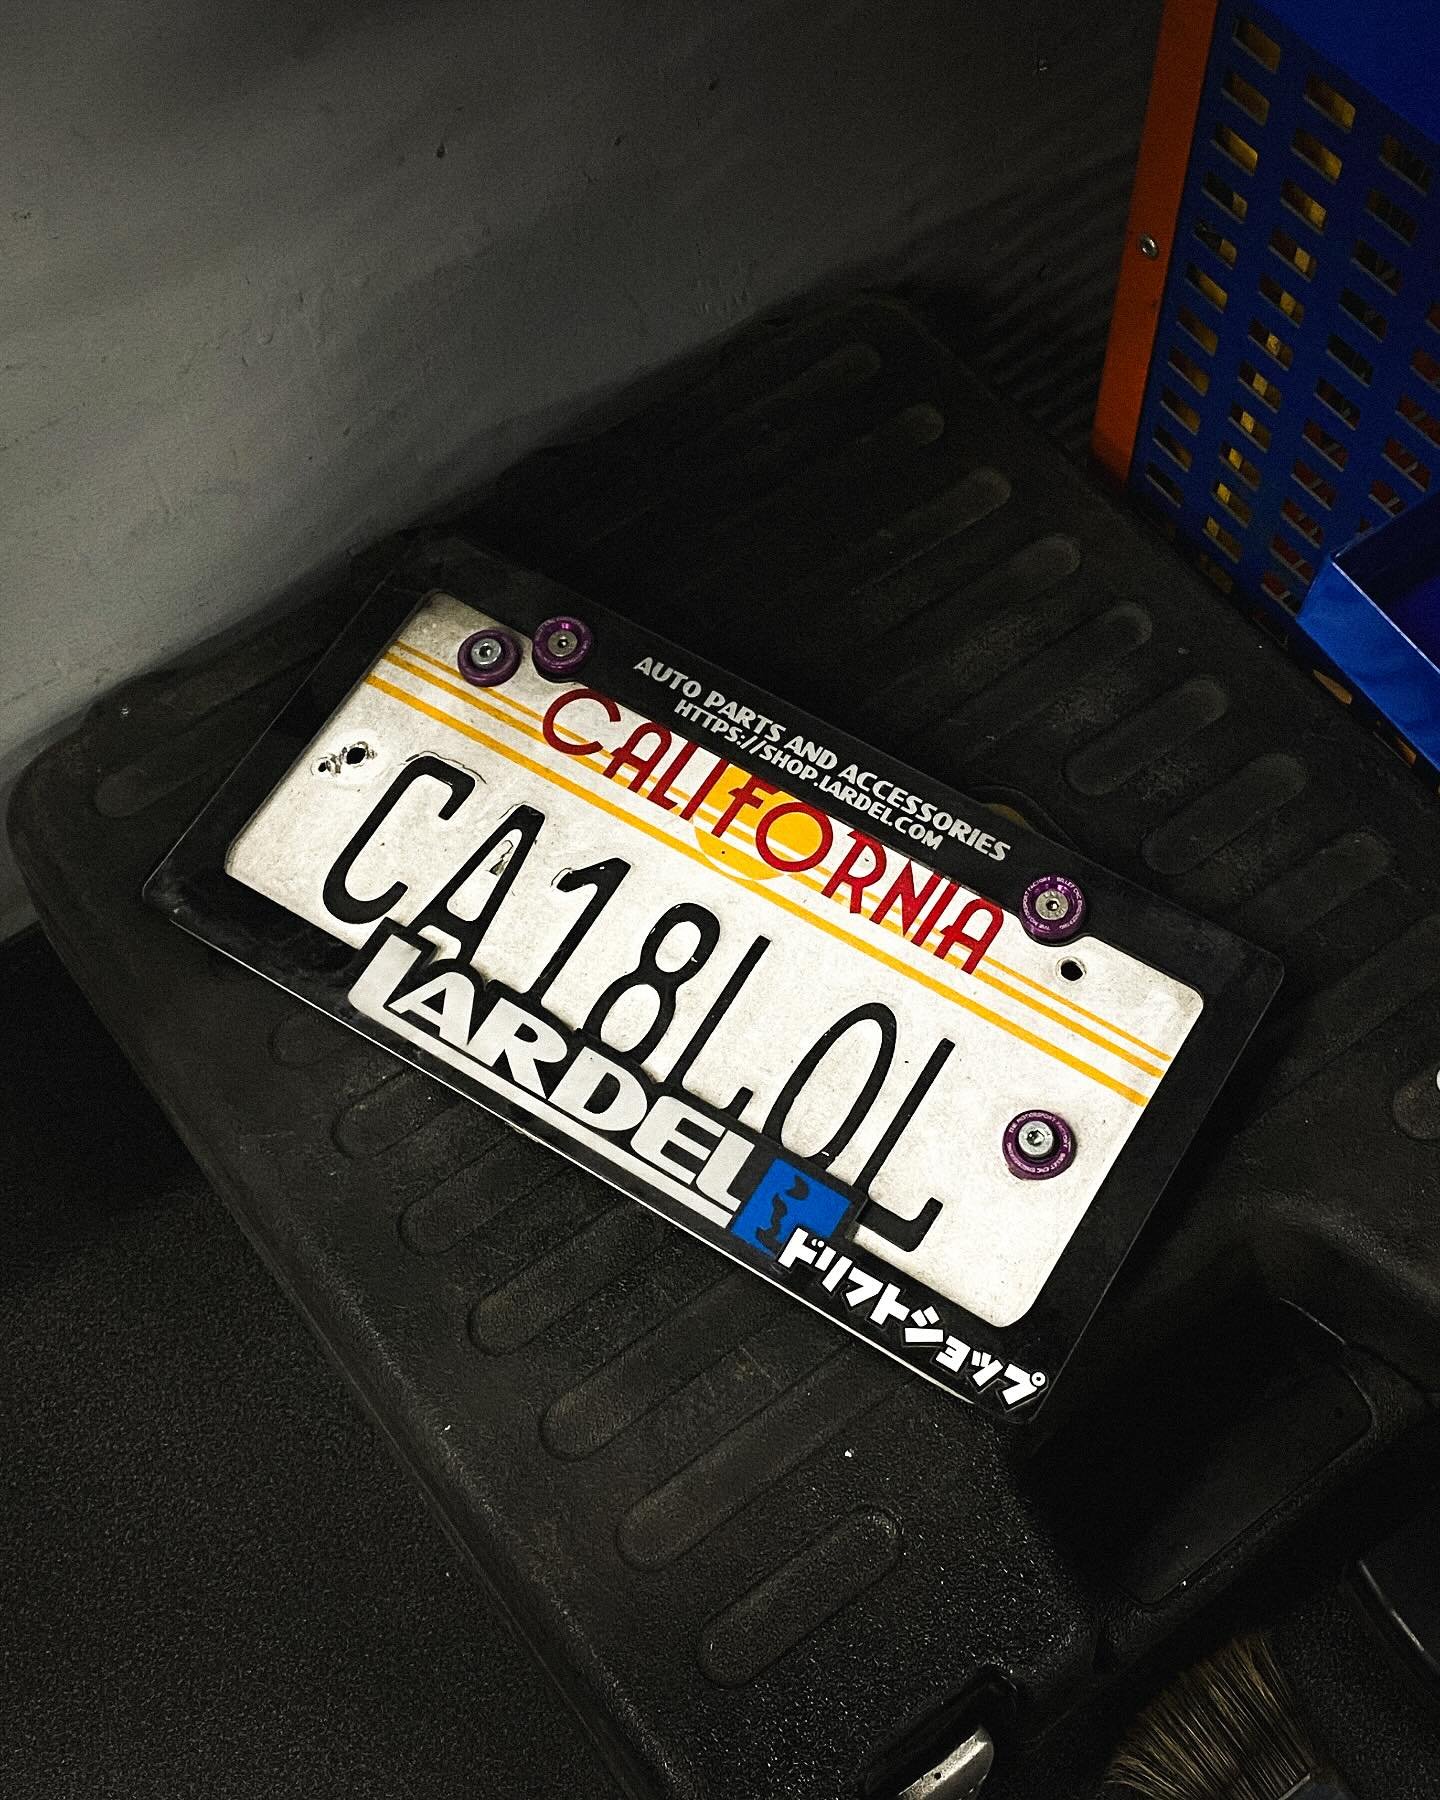 AUTO PARTS AND ACCESSORIES
HTTPS://SHOP.LARDEL.COM
CALIFORNIA
CA18LOL
LARDEL
ドリフトショップ